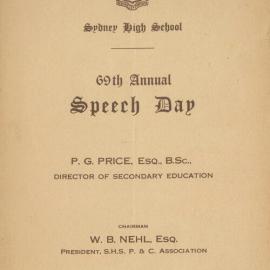 Sydney High School
69th Annual
Speech Day
P. G. PRICE, ESQ., B.SC.,
DIRECTOR OF SECONDARY EDUCATION
CHAIRMAN
W. B. NEHL, ESQ.
PRESIDENT, S.H.S. P. & C. ASSOCIATION